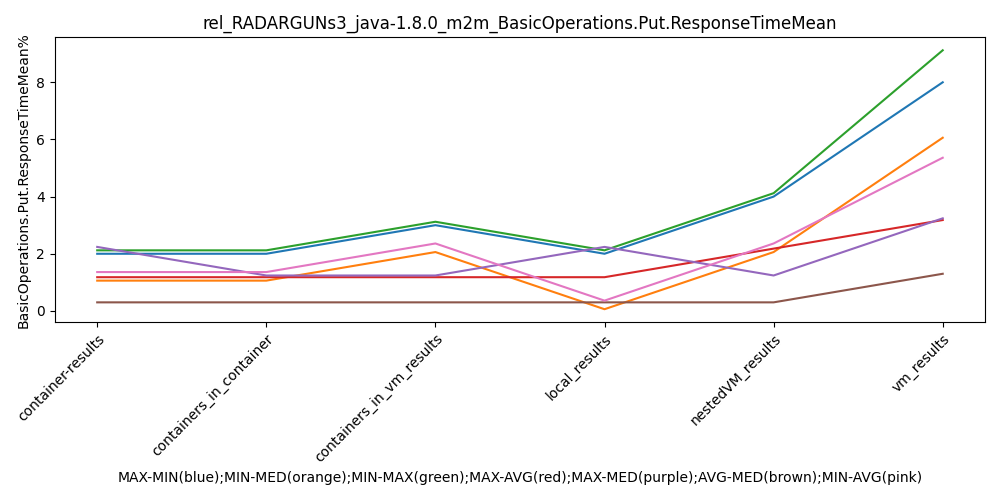 rel_RADARGUNs3_java-1.8.0_m2m_BasicOperations.Put.ResponseTimeMean
BasicOperations.Put.ResponseTimeMean%
8
6
4
2
0
container-results
containers_in_container
containers_in_vm_results
local_results
nestedVM_results
vm_results
MAX-MIN(blue);MIN-MED(orange);MIN-MAX(green);MAX-AVG(red);MAX-MED(purple);AVG-MED(brown);MIN-AVG(pink)